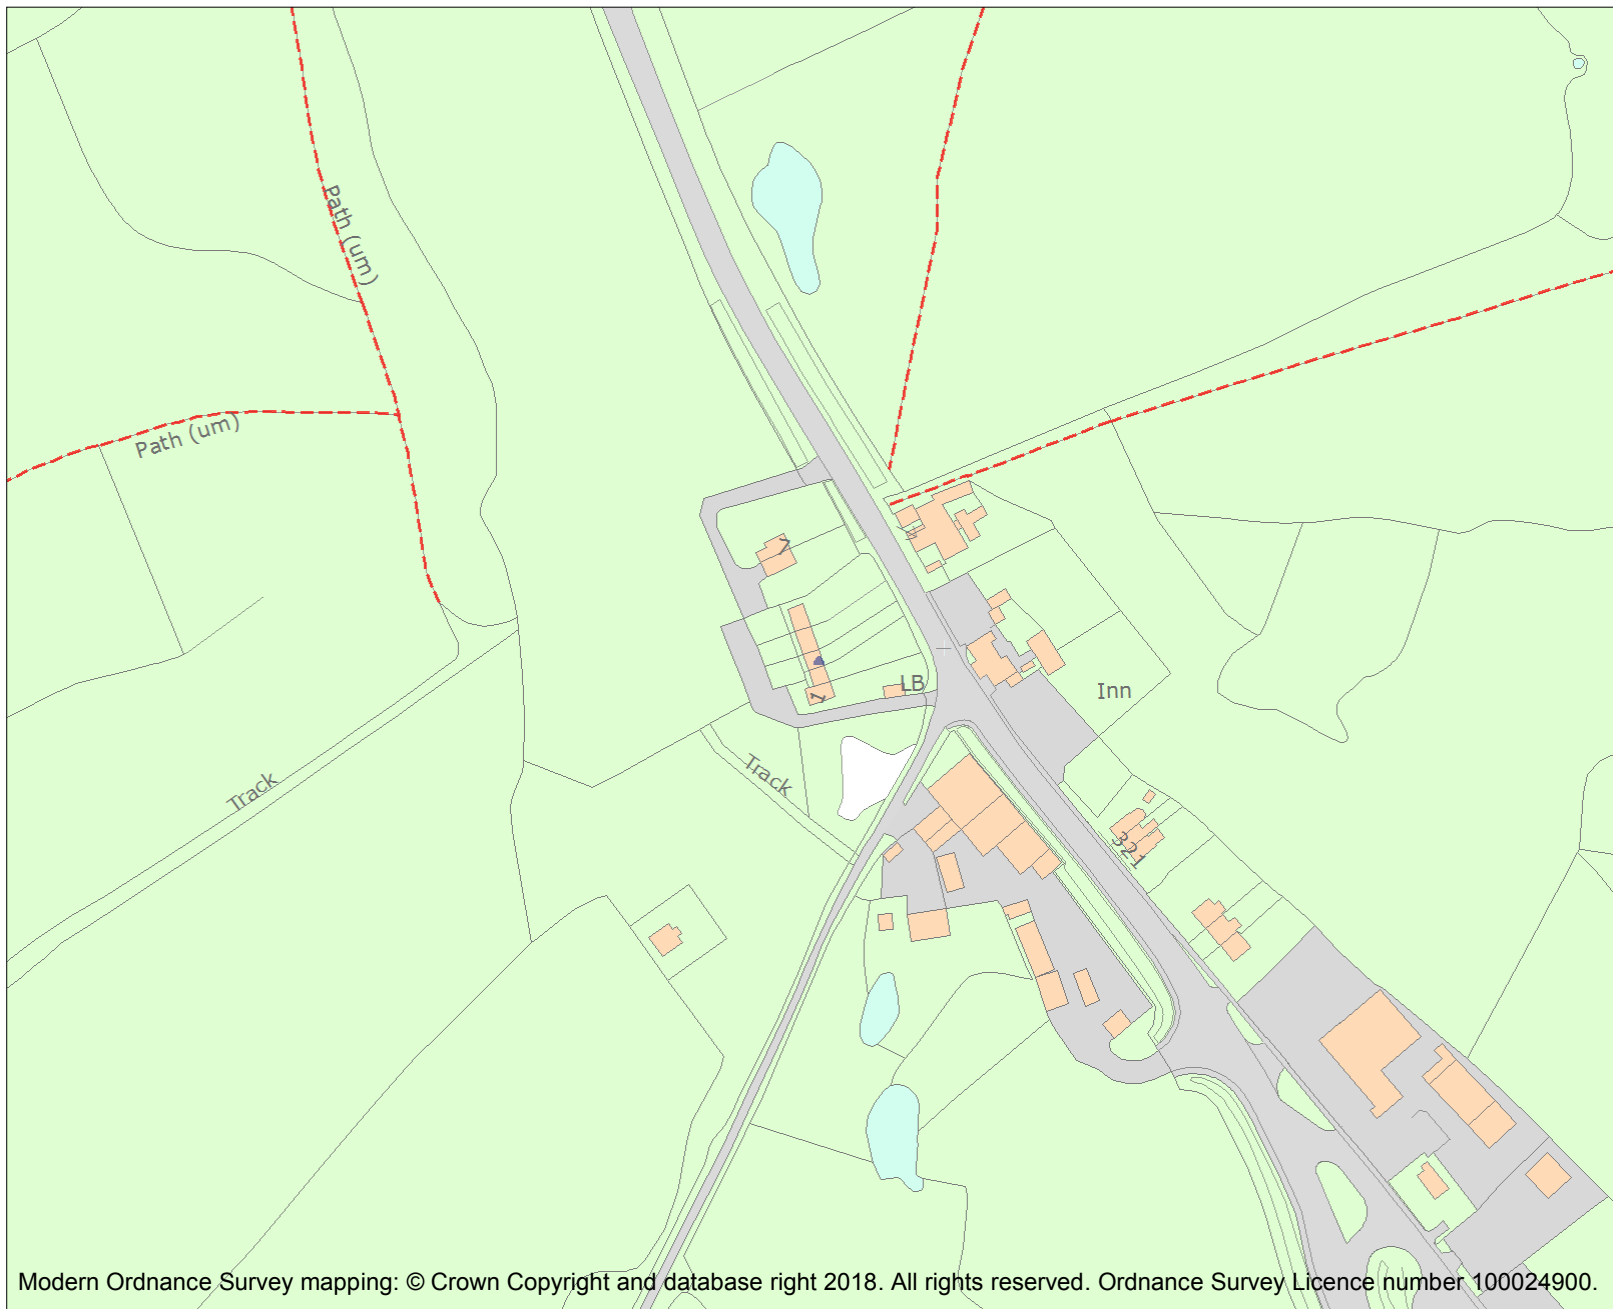 Path (um)
Path (um)
7
LB
Inn
1
Track
Track
321
Modern Ordnance Survey mapping: © Crown Copyright and database right 2018. All rights reserved. Ordnance Survey Licence number 100024900.